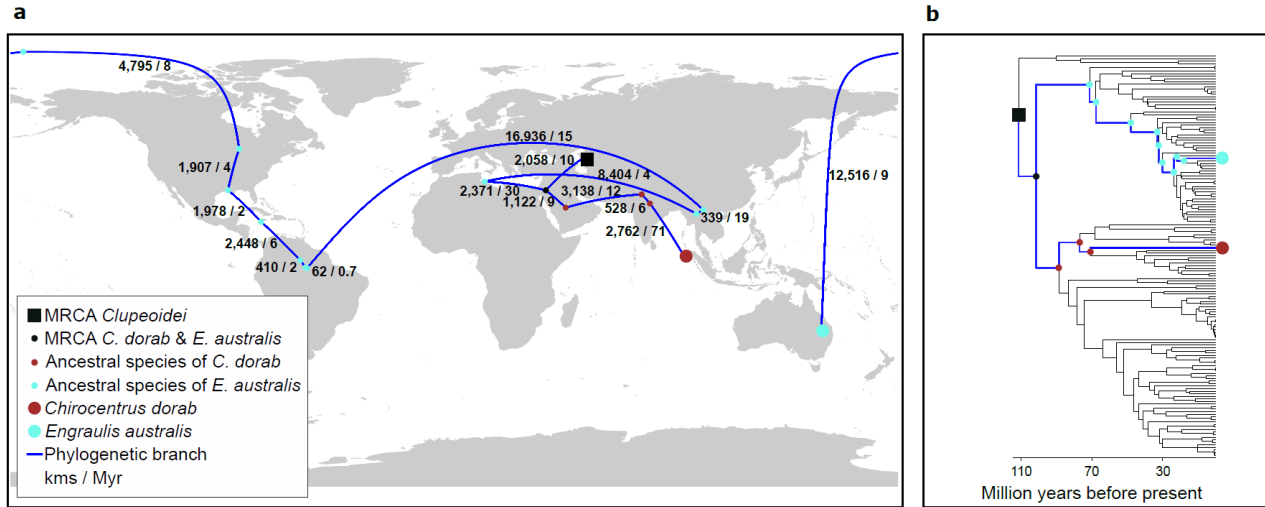 a
b
4,795 / 8
16,936 / 15
2,058 / 10
8,404 / 4
12,516 / 9
1,907 / 4
2,371 / 30
3,138 / 12
1,122 / 9
528 / 6
339 / 19
1,978 / 2
2,762 / 71
2,448 / 6
410 / 2
62 / 0.7
MRCA Clupeoidei
MRCA C. dorab & E. australis
Ancestral species of C. dorab
Ancestral species of E. australis
Chirocentrus dorab
Engraulis australis
Phylogenetic branch
kms / Myr
110 70 30
Million years before present